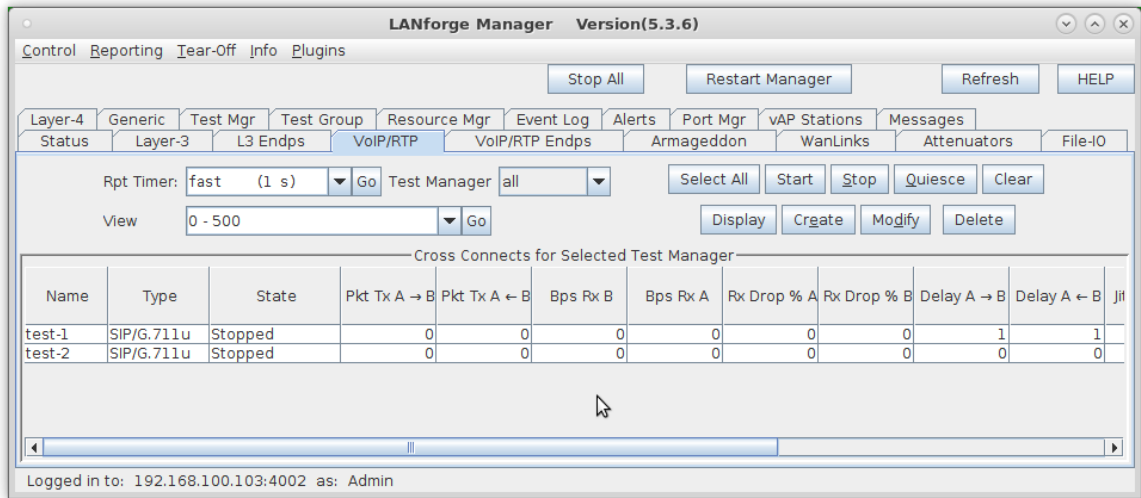 LANforge Manager Version(5.3.6)
Control Reporting Tear-Off Info Plugins
Stop All Restart Manager Refresh HELP
Layer-4 Generic Test Mgr Test Group Resource Mgr Event Log Alerts Port Mgr vAP Stations Messages
Status Layer-3 L3 Endps VoIP/RTP VoIP/RTP Endps Armageddon WanLinks Attenuators File-IO
Rpt Timer: fast (1 s) Go Test Manager all Select All Start Stop Quiesce Clear
View 0 - 500 Go Display Create Modify Delete
Cross Connects for Selected Test Manager
Name Type State Pkt Tx A → B Pkt Tx A ← B Bps Rx B Bps Rx A Rx Drop % A Rx Drop % B Delay A → B Delay A ← B Jit
test-1 SIP/G.711u Stopped 0 0 0 0 0 0 1 1
test-2 SIP/G.711u Stopped 0 0 0 0 0 0 0 0
Logged in to: 192.168.100.103:4002 as: Admin